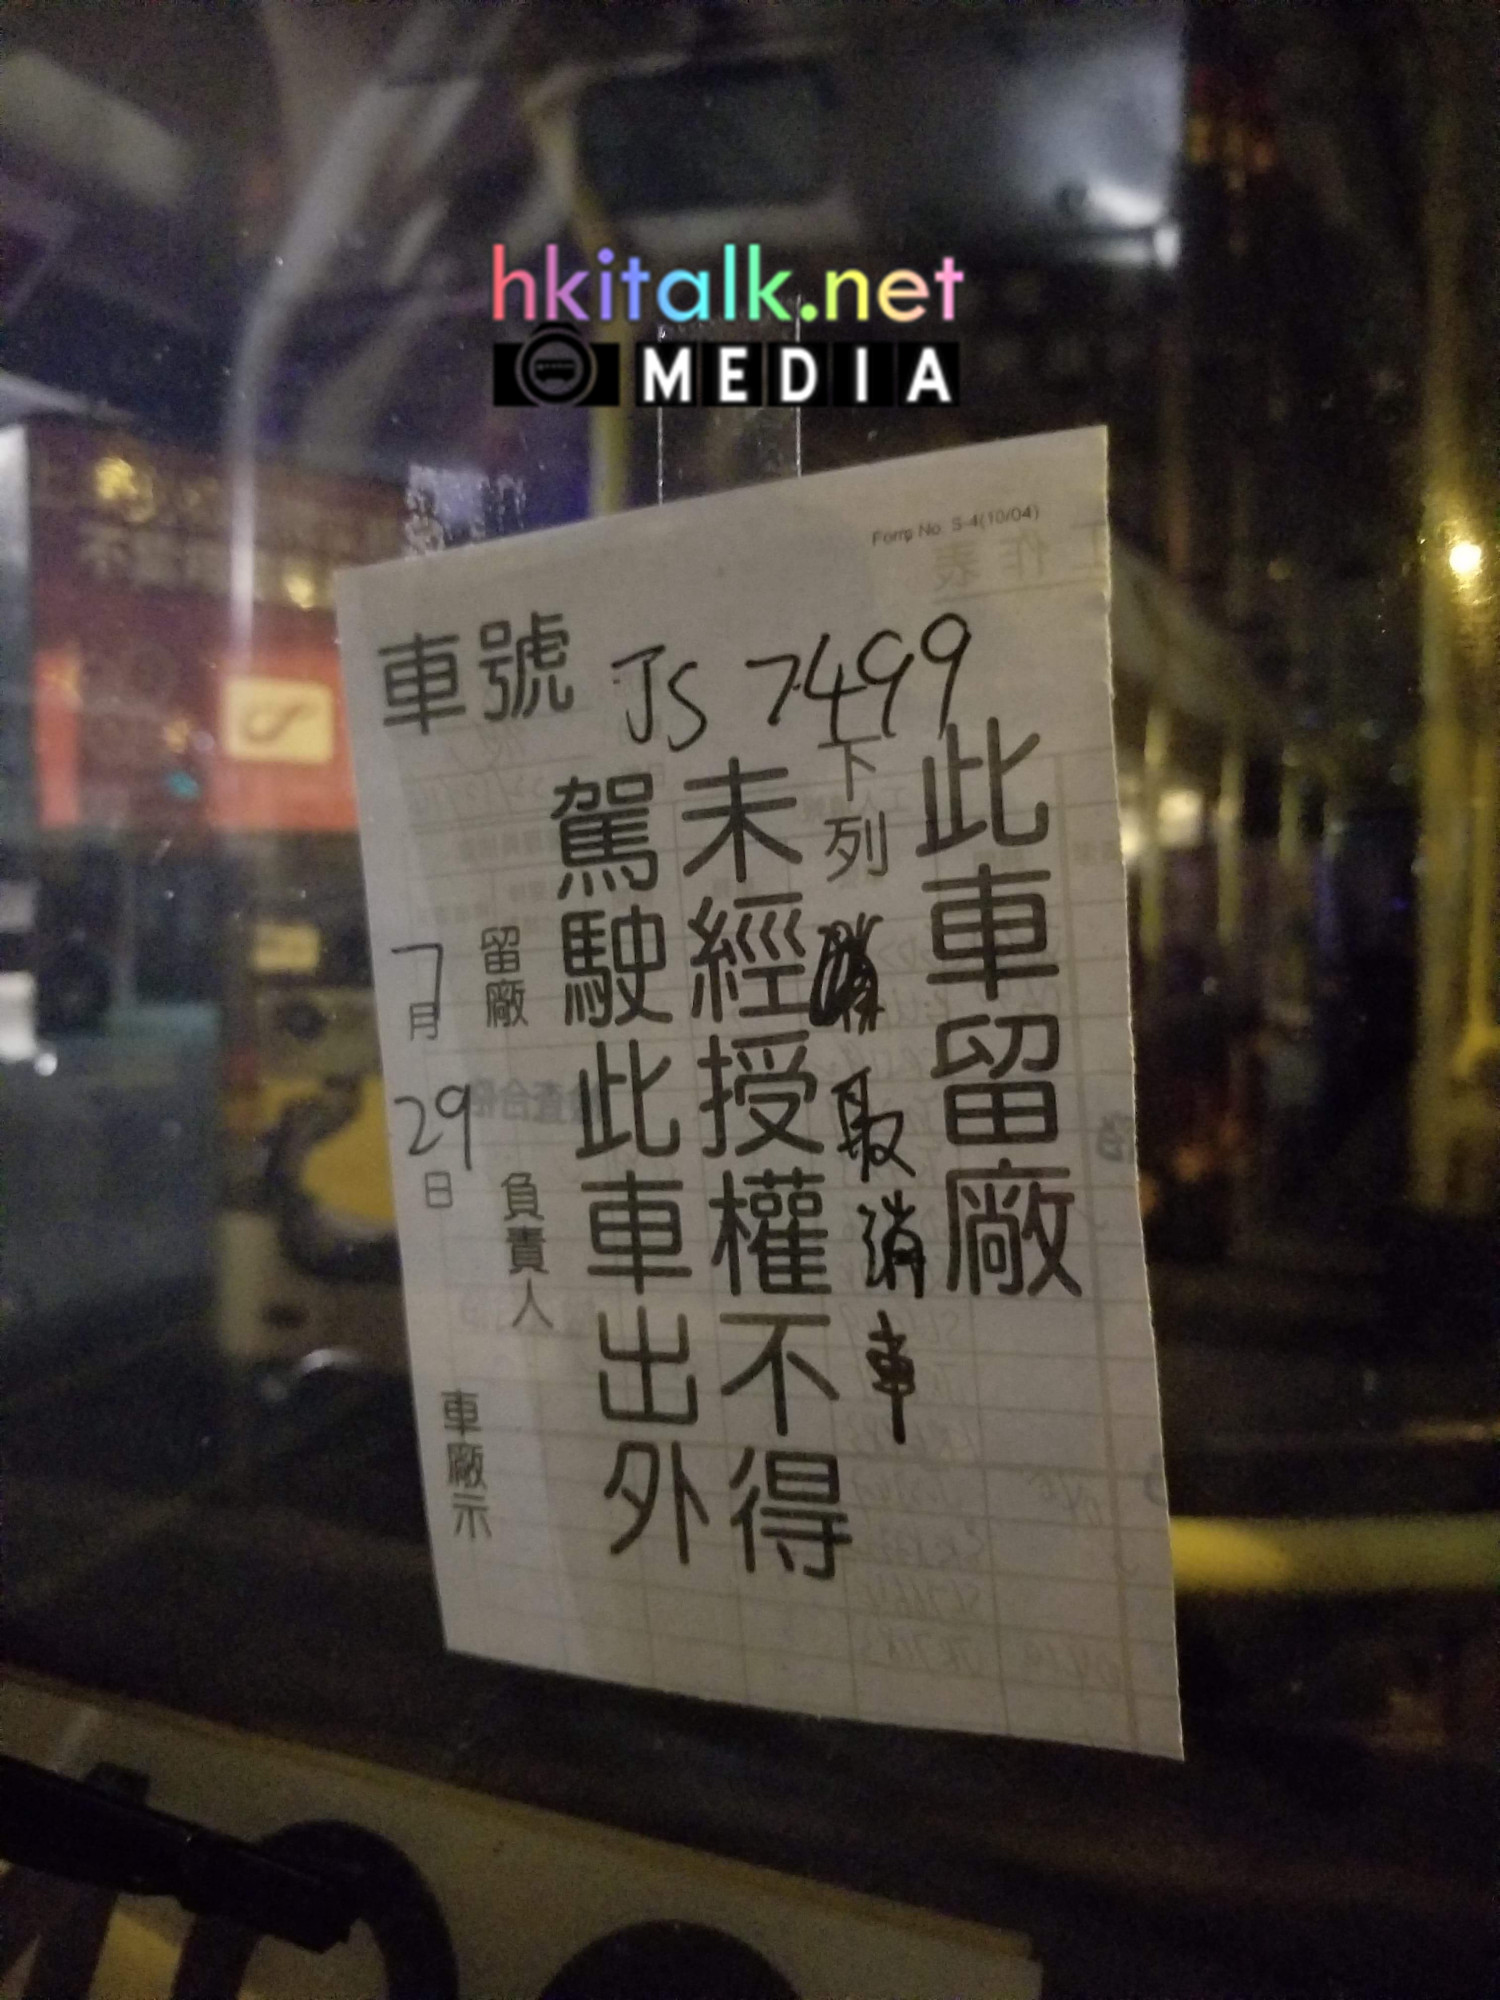 hkitalk.net
MEDIA
Form No. S-4(10/04)
車號 JS 7499
此車留廠
下列
取消車
未經授權不得
駕駛此車出外
留廠
負責人
7月29日
車廠示